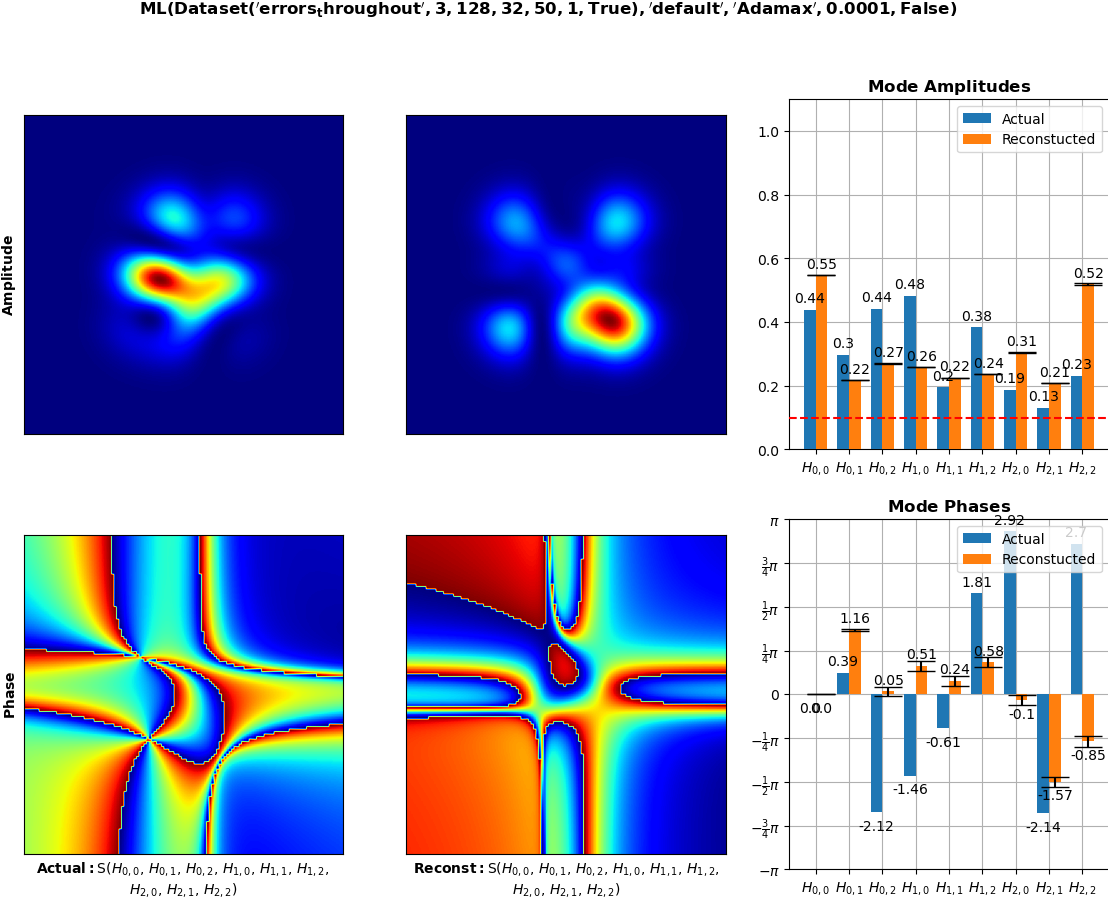 ML(Dataset('errors_throughout', 3, 128, 32, 50, 1, True), 'default', 'Adamax', 0.0001, False)
Amplitude
Mode Amplitudes
Actual
Reconstucted
1.0
0.8
0.6
0.4
0.2
0.0
0.44
0.55
0.3
0.22
0.44
0.27
0.48
0.26
0.2
0.22
0.38
0.24
0.19
0.31
0.13
0.21
0.23
0.52
H0,0 H0,1 H0,2 H1,0 H1,1 H1,2 H2,0 H2,1 H2,2
Phase
Mode Phases
Actual
Reconstucted
π
3/4π
1/2π
1/4π
0
−1/4π
−1/2π
−3/4π
−π
0.0
0.0
0.39
1.16
-2.12
0.05
-1.46
0.51
-0.61
0.24
1.81
0.58
2.92
-0.1
-2.14
-1.57
2.7
-0.85
H0,0 H0,1 H0,2 H1,0 H1,1 H1,2 H2,0 H2,1 H2,2
Actual: S(H0,0, H0,1, H0,2, H1,0, H1,1, H1,2,
H2,0, H2,1, H2,2)
Reconst: S(H0,0, H0,1, H0,2, H1,0, H1,1, H1,2,
H2,0, H2,1, H2,2)